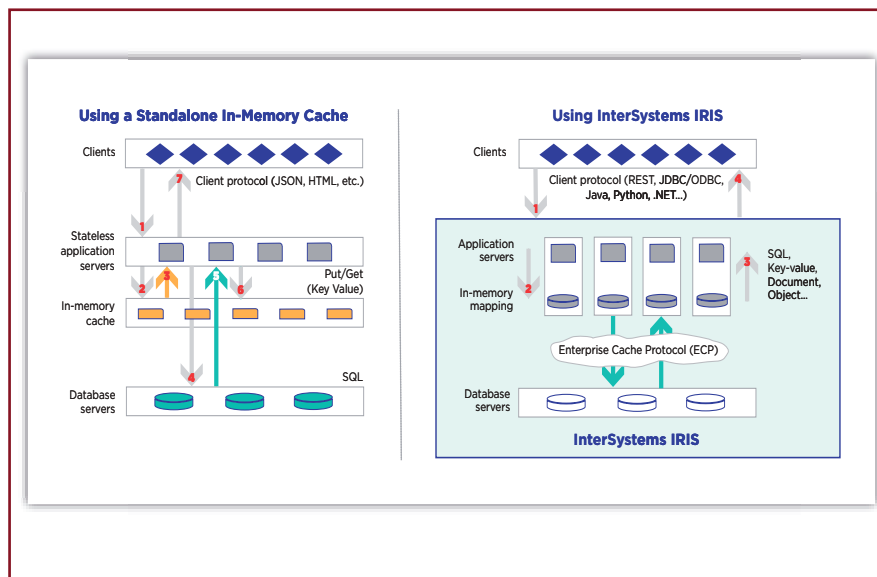 Using a Standalone In-Memory Cache
Clients
7
Client protocol (JSON, HTML, etc.)
1
Stateless
application
servers
2
3
5
6
Put/Get
(Key Value)
In-memory
cache
4
SQL
Database
servers
Using InterSystems IRIS
Clients
Client protocol (REST, JDBC/ODBC,
Java, Python, .NET...)
4
1
Application
servers
2
In-memory
mapping
3
SQL,
Key-value,
Document,
Object...
Enterprise Cache Protocol (ECP)
Database
servers
InterSystems IRIS